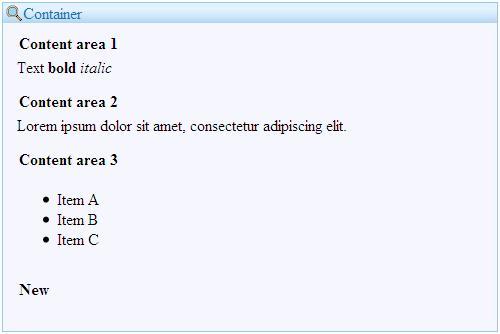 Container
Content area 1
Text bold italic
Content area 2
Lorem ipsum dolor sit amet, consectetur adipiscing elit.
Content area 3
Item A
Item B
Item C
New